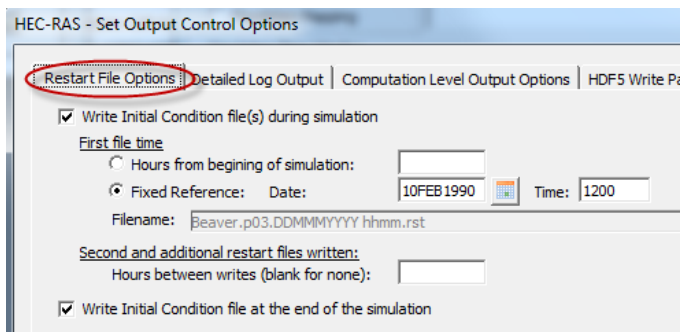 HEC-RAS - Set Output Control Options
Restart File Options Detailed Log Output Computation Level Output Options HDF5 Write Pa
Write Initial Condition file(s) during simulation
First file time
Hours from begining of simulation:
Fixed Reference: Date: 10FEB1990 Time: 1200
Filename: Beaver.p03.DDMMMYYYY hhmm.rst
Second and additional restart files written:
Hours between writes (blank for none):
Write Initial Condition file at the end of the simulation